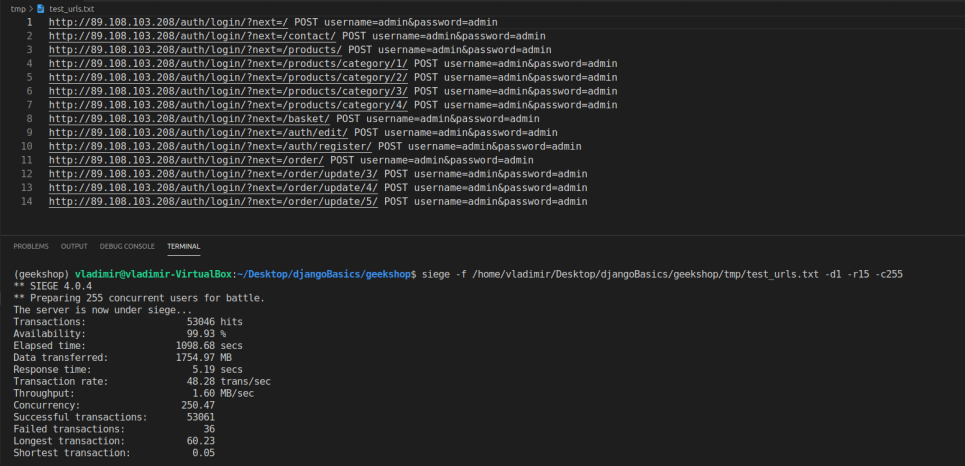 tmp > test_urls.txt
1 http://89.108.103.208/auth/login/?next=/ POST username=admin&password=admin
2 http://89.108.103.208/auth/login/?next=/contact/ POST username=admin&password=admin
3 http://89.108.103.208/auth/login/?next=/products/ POST username=admin&password=admin
4 http://89.108.103.208/auth/login/?next=/products/category/1/ POST username=admin&password=admin
5 http://89.108.103.208/auth/login/?next=/products/category/2/ POST username=admin&password=admin
6 http://89.108.103.208/auth/login/?next=/products/category/3/ POST username=admin&password=admin
7 http://89.108.103.208/auth/login/?next=/products/category/4/ POST username=admin&password=admin
8 http://89.108.103.208/auth/login/?next=/basket/ POST username=admin&password=admin
9 http://89.108.103.208/auth/login/?next=/auth/edit/ POST username=admin&password=admin
10 http://89.108.103.208/auth/login/?next=/auth/register/ POST username=admin&password=admin
11 http://89.108.103.208/auth/login/?next=/order/ POST username=admin&password=admin
12 http://89.108.103.208/auth/login/?next=/order/update/3/ POST username=admin&password=admin
13 http://89.108.103.208/auth/login/?next=/order/update/4/ POST username=admin&password=admin
14 http://89.108.103.208/auth/login/?next=/order/update/5/ POST username=admin&password=admin
PROBLEMS OUTPUT DEBUG CONSOLE TERMINAL
(geekshop) vladimir@vladimir-VirtualBox:~/Desktop/djangoBasics/geekshop$ siege -f /home/vladimir/Desktop/djangoBasics/geekshop/tmp/test_urls.txt -d1 -r15 -c255
** SIEGE 4.0.4
** Preparing 255 concurrent users for battle.
The server is now under siege...
Transactions: 53046 hits
Availability: 99.93 %
Elapsed time: 1098.68 secs
Data transferred: 1754.97 MB
Response time: 5.19 secs
Transaction rate: 48.28 trans/sec
Throughput: 1.60 MB/sec
Concurrency: 250.47
Successful transactions: 53061
Failed transactions: 36
Longest transaction: 60.23
Shortest transaction: 0.05